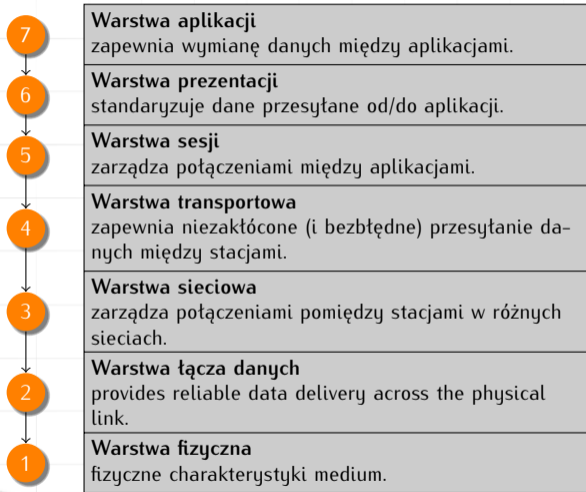 7
Warstwa aplikacji
zapewnia wymianę danych między aplikacjami.
6
Warstwa prezentacji
standaryzuje dane przesyłane od/do aplikacji.
5
Warstwa sesji
zarządza połączeniami między aplikacjami.
4
Warstwa transportowa
zapewnia niezakłócone (i bezbłędne) przesyłanie da-
nych między stacjami.
3
Warstwa sieciowa
zarządza połączeniami pomiędzy stacjami w różnych
sieciach.
2
Warstwa łącza danych
provides reliable data delivery across the physical
link.
1
Warstwa fizyczna
fizyczne charakterystyki medium.